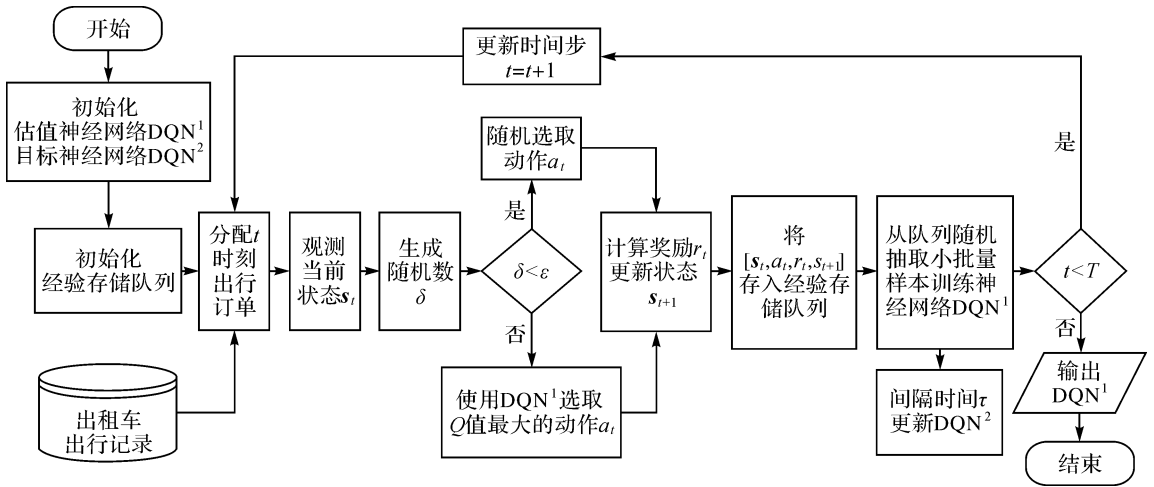 开始
初始化
估值神经网络DQN¹
目标神经网络DQN²
初始化
经验存储队列
出租车
出行记录
分配t
时刻
出行
订单
观测
当前
状态sₜ
生成
随机数
δ
δ<ε
是
随机选取
动作aₜ
否
使用DQN¹选取
Q值最大的动作aₜ
计算奖励rₜ
更新状态
sₜ₊₁
将
[sₜ,aₜ,rₜ,sₜ₊₁]
存入经验存
储队列
从队列随机
抽取小批量
样本训练神
经网络DQN¹
间隔时间τ
更新DQN²
t<T
是
更新时间步
t=t+1
否
输出
DQN¹
结束